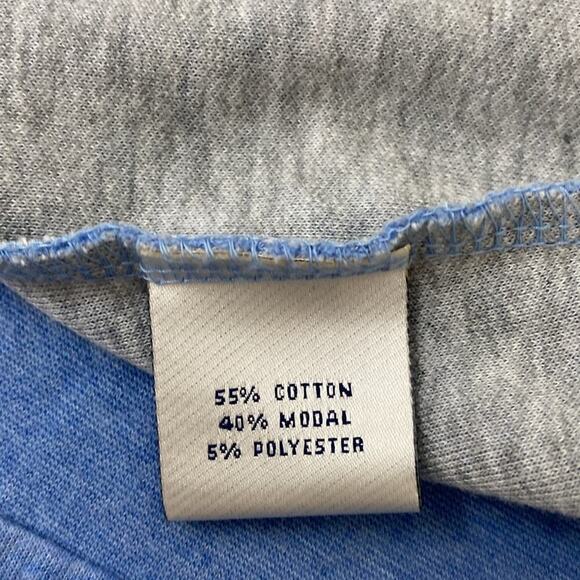 55% COTTON
40% MODAL
5% POLYESTER